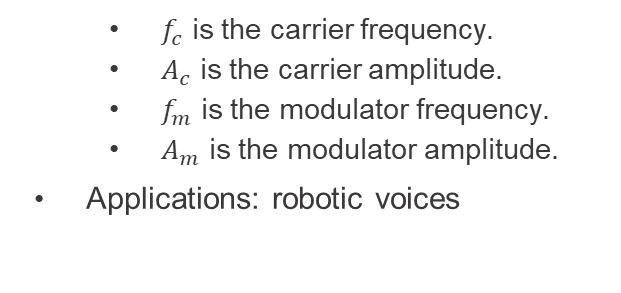 • f_c is the carrier frequency.
• A_c is the carrier amplitude.
• f_m is the modulator frequency.
• A_m is the modulator amplitude.
• Applications: robotic voices